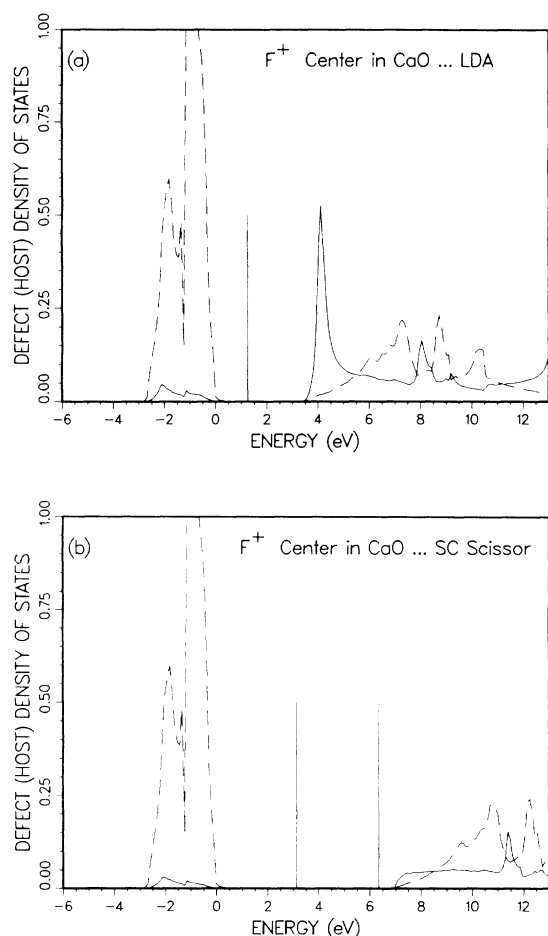 (a)
F+ Center in CaO ... LDA
DEFECT (HOST) DENSITY OF STATES
1.00
0.75
0.50
0.25
0.00
-6 -4 -2 0 2 4 6 8 10 12
ENERGY (eV)
(b)
F+ Center in CaO ... SC Scissor
DEFECT (HOST) DENSITY OF STATES
1.00
0.75
0.50
0.25
0.00
-6 -4 -2 0 2 4 6 8 10 12
ENERGY (eV)